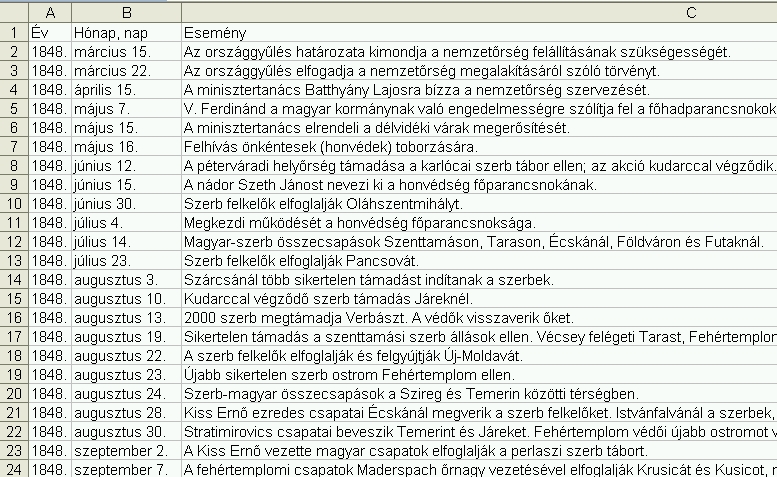 A B C
1 Év Hónap, nap Esemény
2 1848. március 15. Az országgyűlés határozata kimondja a nemzetőrség felállításának szükségességét.
3 1848. március 22. Az országgyűlés elfogadja a nemzetőrség megalakításáról szóló törvényt.
4 1848. április 15. A minisztertanács Batthyány Lajosra bízza a nemzetőrség szervezését.
5 1848. május 7. V. Ferdinánd a magyar kormánynak való engedelmességre szólítja fel a főhadparancsnokok
6 1848. május 15. A minisztertanács elrendeli a délvidéki várak megerősítését.
7 1848. május 16. Felhívás önkéntesek (honvédek) toborzására.
8 1848. június 12. A péterváradi helyőrség támadása a karlócai szerb tábor ellen; az akció kudarccal végződik.
9 1848. június 15. A nádor Szeth Jánost nevezi ki a honvédség főparancsnokának.
10 1848. június 30. Szerb felkelők elfoglalják Oláhszentmihályt.
11 1848. július 4. Megkezdi működését a honvédség főparancsnoksága.
12 1848. július 14. Magyar-szerb összecsapások Szenttamáson, Tarason, Écskánál, Földváron és Futaknál.
13 1848. július 23. Szerb felkelők elfoglalják Pancsovát.
14 1848. augusztus 3. Szárcsánál több sikertelen támadást indítanak a szerbek.
15 1848. augusztus 10. Kudarccal végződő szerb támadás Járeknél.
16 1848. augusztus 13. 2000 szerb megtámadja Verbászt. A védők visszaverik őket.
17 1848. augusztus 19. Sikertelen támadás a szenttamási szerb állások ellen. Vécsey felégeti Tarast, Fehértemplom
18 1848. augusztus 22. A szerb felkelők elfoglalják és felgyújtják Új-Moldavát.
19 1848. augusztus 23. Újabb sikertelen szerb ostrom Fehértemplom ellen.
20 1848. augusztus 24. Szerb-magyar összecsapások a Szireg és Temerin közötti térségben.
21 1848. augusztus 28. Kiss Ernő ezredes csapatai Écskánál megverik a szerb felkelőket. Istvánfalvánál a szerbek,
22 1848. augusztus 30. Stratimirovics csapatai beveszik Temerint és Járeket. Fehértemplom védői újabb ostromot v
23 1848. szeptember 2. A Kiss Ernő vezette magyar csapatok elfoglalják a perlaszi szerb tábort.
24 1848. szeptember 7. A fehértemplomi csapatok Maderspach őrnagy vezetésével elfoglalják Krusicát és Kusicot, r